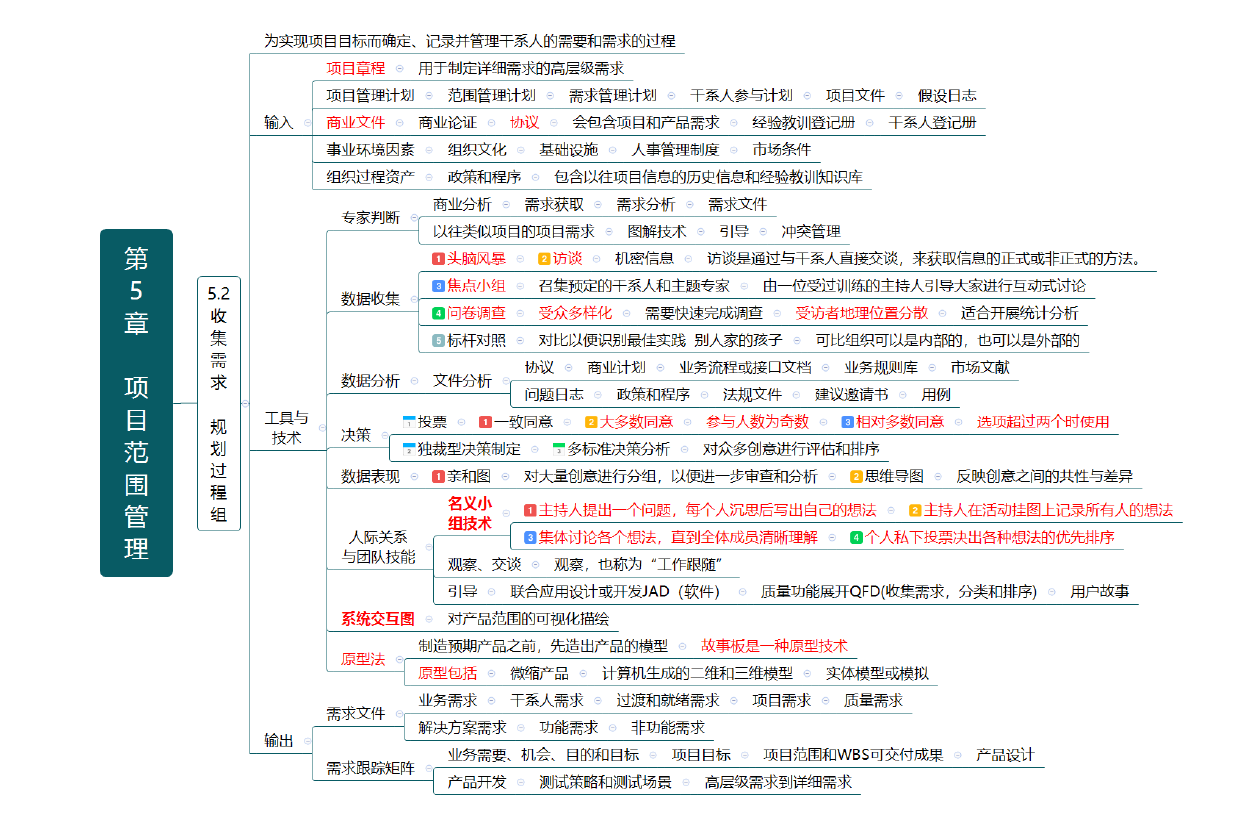 第5章 项目范围管理
5.2 收集需求 规划过程组
为实现项目目标而确定、记录并管理干系人的需要和需求的过程
输入
项目章程 用于制定详细需求的高层级需求
项目管理计划 范围管理计划 需求管理计划 干系人参与计划 项目文件 假设日志
商业文件 商业论证 协议 会包含项目和产品需求 经验教训登记册 干系人登记册
事业环境因素 组织文化 基础设施 人事管理制度 市场条件
组织过程资产 政策和程序 包含以往项目信息的历史信息和经验教训知识库
工具与
技术
专家判断
商业分析 需求获取 需求分析 需求文件
以往类似项目的项目需求 图解技术 引导 冲突管理
数据收集
1 头脑风暴 2 访谈 机密信息 访谈是通过与干系人直接交谈，来获取信息的正式或非正式的方法。
3 焦点小组 召集预定的干系人和主题专家 由一位受过训练的主持人引导大家进行互动式讨论
4 问卷调查 受众多样化 需要快速完成调查 受访者地理位置分散 适合开展统计分析
5 标杆对照 对比以便识别最佳实践 别人家的孩子 可比组织可以是内部的，也可以是外部的
数据分析 文件分析
协议 商业计划 业务流程或接口文档 业务规则库 市场文献
问题日志 政策和程序 法规文件 建议邀请书 用例
决策
1 投票 1 一致同意 2 大多数同意 参与人数为奇数 3 相对多数同意 选项超过两个时使用
2 独裁型决策制定 3 多标准决策分析 对众多创意进行评估和排序
数据表现 1 亲和图 对大量创意进行分组，以便进一步审查和分析 2 思维导图 反映创意之间的共性与差异
人际关系
与团队技能
名义小
组技术
1 主持人提出一个问题，每个人沉思后写出自己的想法 2 主持人在活动挂图上记录所有人的想法
3 集体讨论各个想法，直到全体成员清晰理解 4 个人私下投票决出各种想法的优先排序
观察、交谈 观察，也称为“工作跟随”
引导 联合应用设计或开发JAD（软件） 质量功能展开QFD(收集需求，分类和排序) 用户故事
系统交互图 对产品范围的可视化描绘
原型法
制造预期产品之前，先造出产品的模型 故事板是一种原型技术
原型包括 微缩产品 计算机生成的二维和三维模型 实体模型或模拟
输出
需求文件
业务需求 干系人需求 过渡和就绪需求 项目需求 质量需求
解决方案需求 功能需求 非功能需求
需求跟踪矩阵
业务需要、机会、目的和目标 项目目标 项目范围和WBS可交付成果 产品设计
产品开发 测试策略和测试场景 高层级需求到详细需求